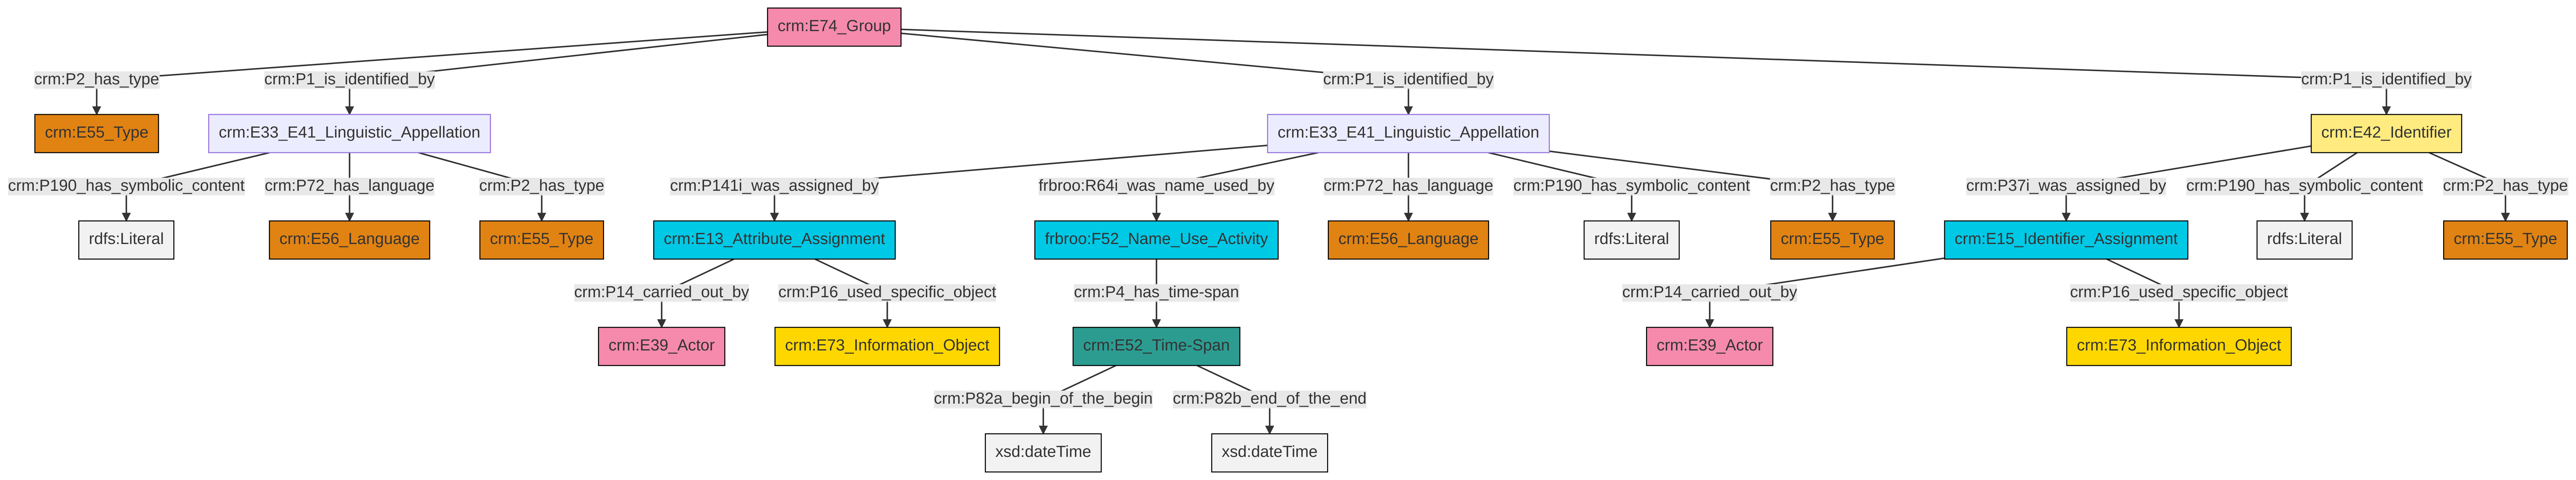 crm:E74_Group
crm:P2_has_type
crm:P1_is_identified_by
crm:P1_is_identified_by
crm:P1_is_identified_by
crm:E55_Type
crm:E33_E41_Linguistic_Appellation
crm:E33_E41_Linguistic_Appellation
crm:E42_Identifier
crm:P190_has_symbolic_content
crm:P72_has_language
crm:P2_has_type
crm:P141i_was_assigned_by
frbroo:R64i_was_name_used_by
crm:P72_has_language
crm:P190_has_symbolic_content
crm:P2_has_type
crm:P37i_was_assigned_by
crm:P190_has_symbolic_content
crm:P2_has_type
rdfs:Literal
crm:E56_Language
crm:E55_Type
crm:E13_Attribute_Assignment
frbroo:F52_Name_Use_Activity
crm:E56_Language
rdfs:Literal
crm:E55_Type
crm:E15_Identifier_Assignment
rdfs:Literal
crm:E55_Type
crm:P14_carried_out_by
crm:P16_used_specific_object
crm:P4_has_time-span
crm:P14_carried_out_by
crm:P16_used_specific_object
crm:E39_Actor
crm:E73_Information_Object
crm:E52_Time-Span
crm:E39_Actor
crm:E73_Information_Object
crm:P82a_begin_of_the_begin
crm:P82b_end_of_the_end
xsd:dateTime
xsd:dateTime